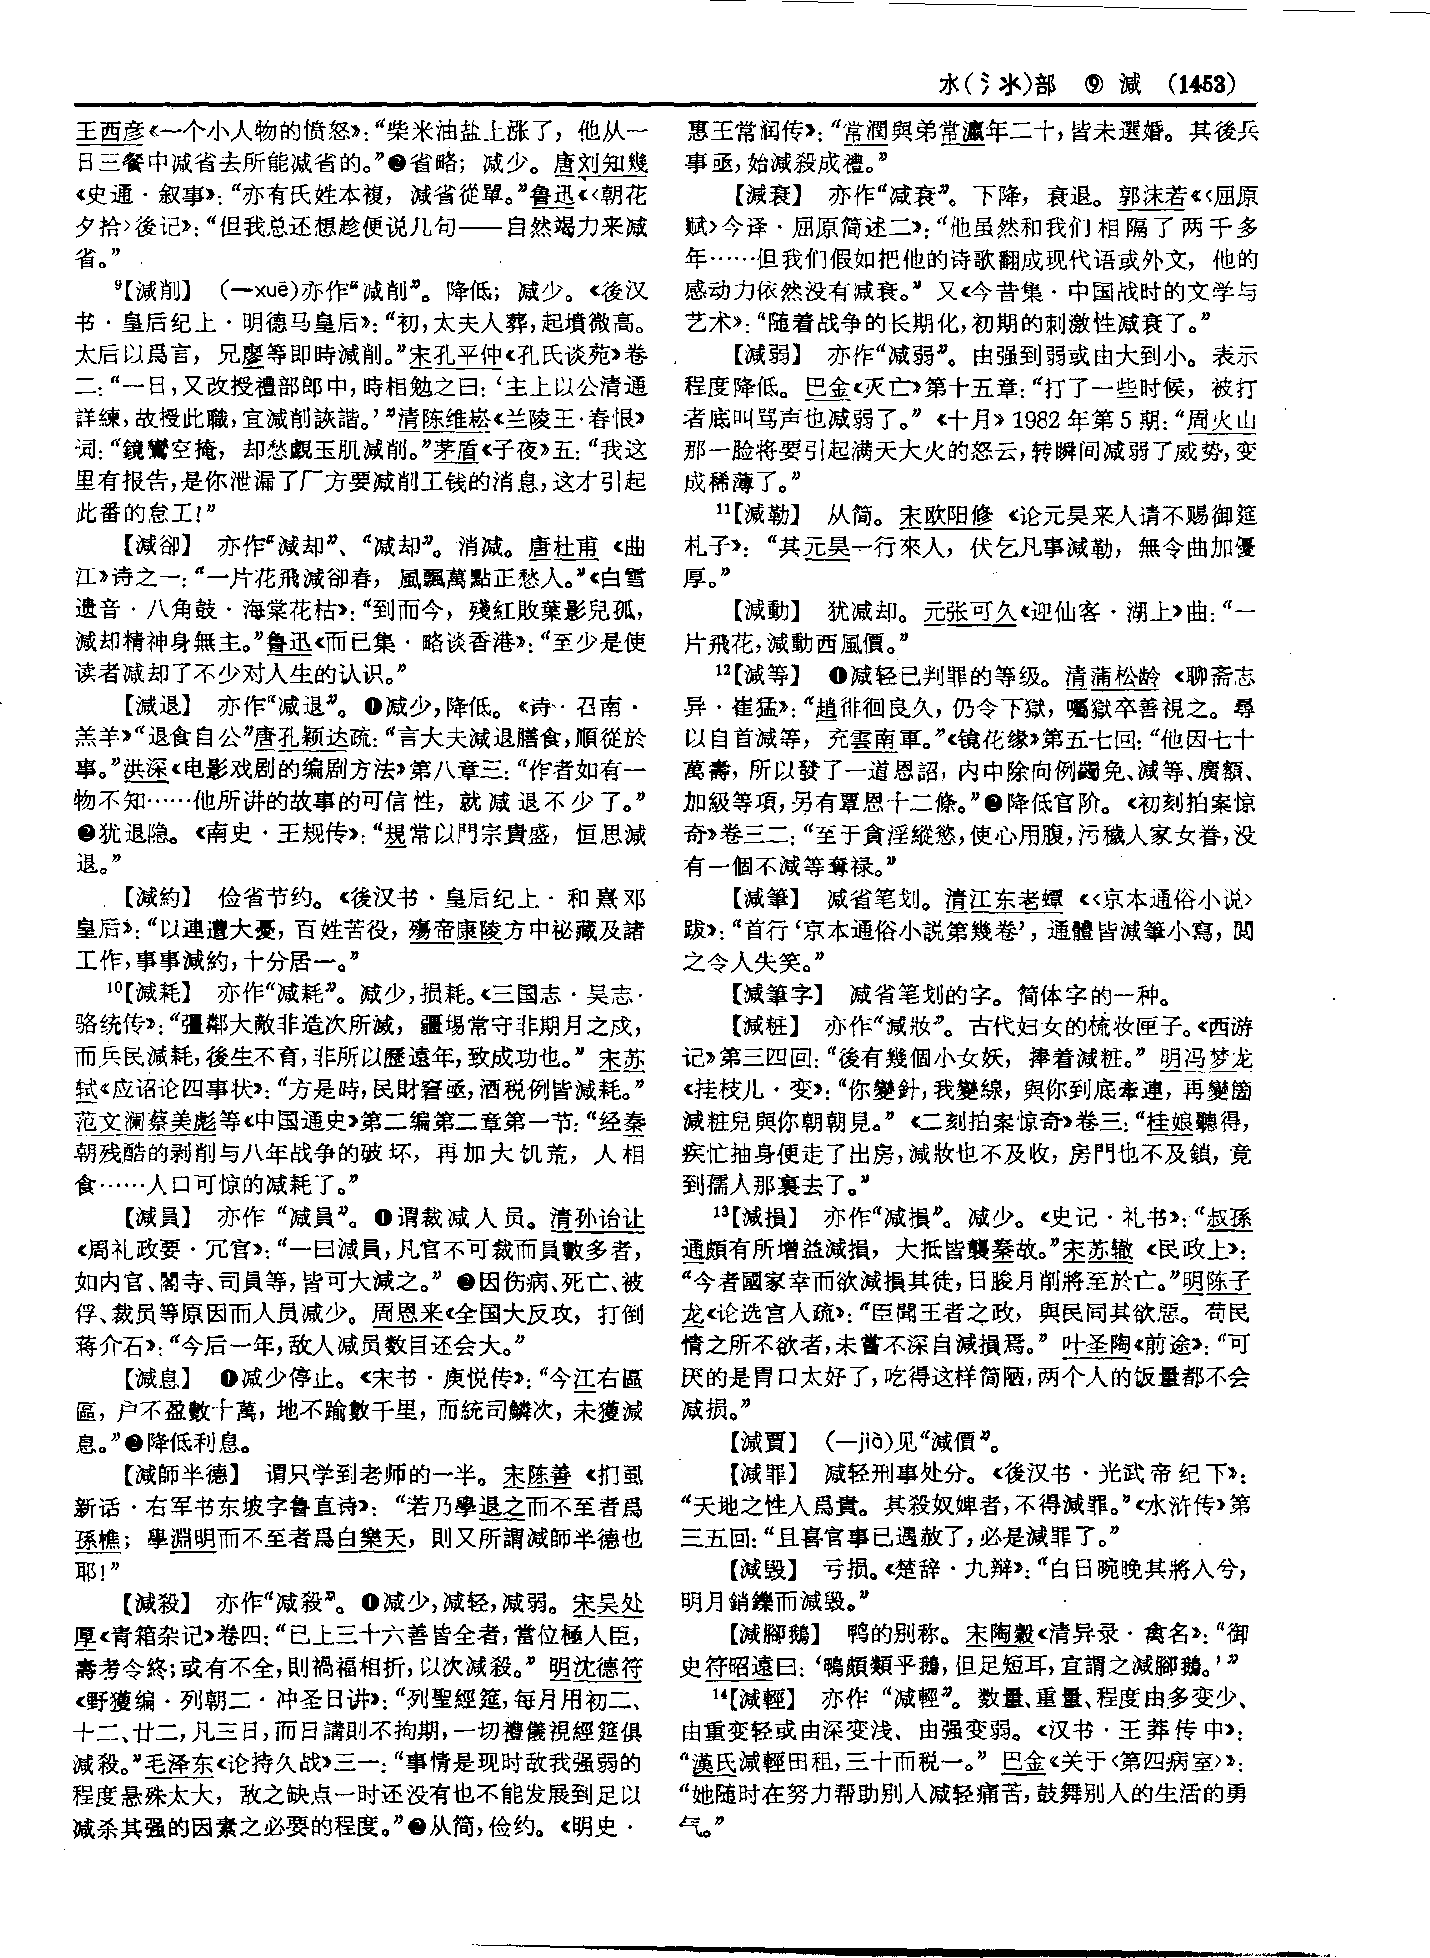 水(氵氺)部 ⑨ 減 (1453)
王西彦《一个小人物的愤怒》：“柴米油盐上涨了，他从一
日三餐中减省去所能减省的。”❷省略；减少。唐刘知幾
《史通·叙事》：“亦有氏姓本複，減省從單。”鲁迅《〈朝花
夕拾〉後记》：“但我总还想趁便说几句——自然竭力来减
省。”
⁹【減削】 (—xuē)亦作“减削”。降低；减少。《後汉
书·皇后纪上·明德马皇后》：“初，太夫人葬，起墳微高。
太后以爲言，兄廖等即時減削。”宋孔平仲《孔氏谈苑》卷
二：“一日，又改授禮部郎中，時相勉之曰：‘主上以公清通
詳練，故授此職，宜減削詼諧。’”清陈维崧《兰陵王·春恨》
词：“鏡鸞空掩，却愁觑玉肌減削。”茅盾《子夜》五：“我这
里有报告，是你泄漏了厂方要减削工钱的消息，这才引起
此番的怠工！”
【減卻】 亦作“減却”、“减却”。消减。唐杜甫《曲
江》诗之一：“一片花飛減卻春，風飄萬點正愁人。”《白雪
遗音·八角鼓·海棠花枯》：“到而今，殘紅敗葉影兒孤，
減却精神身無主。”鲁迅《而已集·略谈香港》：“至少是使
读者减却了不少对人生的认识。”
【減退】 亦作“减退”。❶减少，降低。《诗·召南·
羔羊》“退食自公”唐孔颖达疏：“言大夫減退膳食，順從於
事。”洪深《电影戏剧的编剧方法》第八章三：“作者如有一
物不知……他所讲的故事的可信性，就减退不少了。”
❷犹退隐。《南史·王规传》：“規常以門宗貴盛，恒思減
退。”
【減約】 俭省节约。《後汉书·皇后纪上·和熹邓
皇后》：“以連遭大憂，百姓苦役，殤帝康陵方中祕藏及諸
工作，事事減約，十分居一。”
¹⁰【減耗】 亦作“减耗”。减少，损耗。《三国志·吴志·
骆统传》：“彊鄰大敵非造次所滅，疆埸常守非期月之戍，
而兵民減耗，後生不育，非所以歷遠年，致成功也。”宋苏
轼《应诏论四事状》：“方是時，民財窘亟，酒税例皆減耗。”
范文澜蔡美彪等《中国通史》第二编第二章第一节：“经秦
朝残酷的剥削与八年战争的破坏，再加大饥荒，人相
食……人口可惊的减耗了。”
【減員】 亦作“减員”。❶谓裁减人员。清孙诒让
《周礼政要·冗官》：“一曰減員，凡官不可裁而員數多者，
如内官、閹寺、司員等，皆可大減之。”❷因伤病、死亡、被
俘、裁员等原因而人员减少。周恩来《全国大反攻，打倒
蒋介石》：“今后一年，敌人减员数目还会大。”
【減息】 ❶减少停止。《宋书·庾悦传》：“今江右區
區，户不盈數十萬，地不踰數千里，而統司鱗次，未獲減
息。”❷降低利息。
【減師半德】 谓只学到老师的一半。宋陈善《扪虱
新话·右军书东坡字鲁直诗》：“若乃學退之而不至者爲
孫樵；學淵明而不至者爲白樂天，則又所謂減師半德也
耶！”
【減殺】 亦作“减殺”。❶减少，减轻，减弱。宋吴处
厚《青箱杂记》卷四：“已上三十六善皆全者，當位極人臣，
壽考令終；或有不全，則禍福相折，以次減殺。”明沈德符
《野獲编·列朝二·冲圣日讲》：“列聖經筵，每月用初二、
十二、廿二，凡三日，而日講則不拘期，一切禮儀視經筵俱
減殺。”毛泽东《论持久战》三一：“事情是现时敌我强弱的
程度悬殊太大，敌之缺点一时还没有也不能发展到足以
减杀其强的因素之必要的程度。”❷从简，俭约。《明史·
惠王常润传》：“常潤與弟常瀛年二十，皆未選婚。其後兵
事亟，始減殺成禮。”
【減衰】 亦作“减衰”。下降，衰退。郭沫若《〈屈原
赋〉今译·屈原简述二》：“他虽然和我们相隔了两千多
年……但我们假如把他的诗歌翻成现代语或外文，他的
感动力依然没有减衰。”又《今昔集·中国战时的文学与
艺术》：“随着战争的长期化，初期的刺激性减衰了。”
【減弱】 亦作“减弱”。由强到弱或由大到小。表示
程度降低。巴金《灭亡》第十五章：“打了一些时候，被打
者底叫骂声也减弱了。”《十月》1982年第5期：“周火山
那一脸将要引起满天大火的怒云，转瞬间减弱了威势，变
成稀薄了。”
¹¹【減勒】 从简。宋欧阳修《论元昊来人请不赐御筵
札子》：“其元昊一行來人，伏乞凡事減勒，無令曲加優
厚。”
【減動】 犹减却。元张可久《迎仙客·湖上》曲：“一
片飛花，減動西風價。”
¹²【減等】 ❶减轻已判罪的等级。清蒲松龄《聊斋志
异·崔猛》：“趙徘徊良久，仍令下獄，囑獄卒善視之。尋
以自首減等，充雲南軍。”《镜花缘》第五七回：“他因七十
萬壽，所以發了一道恩詔，内中除向例蠲免、減等、廣額、
加級等項，另有覃恩十二條。”❷降低官阶。《初刻拍案惊
奇》卷三二：“至于貪淫縱慾，使心用腹，污穢人家女眷，没
有一個不減等奪禄。”
【減筆】 减省笔划。清江东老蟫《〈京本通俗小说〉
跋》：“首行‘京本通俗小説第幾卷’，通體皆減筆小寫，閲
之令人失笑。”
【減筆字】 减省笔划的字。简体字的一种。
【減粧】 亦作“減妝”。古代妇女的梳妆匣子。《西游
记》第三四回：“後有幾個小女妖，捧着減粧。”明冯梦龙
《挂枝儿·变》：“你變針，我變線，與你到底牽連，再變箇
減粧兒與你朝朝見。”《二刻拍案惊奇》卷三：“桂娘聽得，
疾忙抽身便走了出房，減妝也不及收，房門也不及鎖，竟
到孺人那裏去了。”
¹³【減損】 亦作“减損”。减少。《史记·礼书》：“叔孫
通頗有所增益減損，大抵皆襲秦故。”宋苏辙《民政上》：
“今者國家幸而欲減損其徒，日朘月削將至於亡。”明陈子
龙《论选宫人疏》：“臣聞王者之政，與民同其欲惡。苟民
情之所不欲者，未嘗不深自減損焉。”叶圣陶《前途》：“可
厌的是胃口太好了，吃得这样简陋，两个人的饭量都不会
减损。”
【減賈】 (—jià)见“減價”。
【減罪】 减轻刑事处分。《後汉书·光武帝纪下》：
“天地之性人爲貴。其殺奴婢者，不得減罪。”《水浒传》第
三五回：“且喜官事已遇赦了，必是減罪了。”
【減毁】 亏损。《楚辞·九辩》：“白日晼晚其將入兮，
明月銷鑠而減毁。”
【減腳鵝】 鸭的别称。宋陶穀《清异录·禽名》：“御
史符昭遠曰：‘鴨頗類乎鵝，但足短耳，宜謂之減腳鵝。’”
¹⁴【減輕】 亦作“减輕”。数量、重量、程度由多变少、
由重变轻或由深变浅、由强变弱。《汉书·王莽传中》：
“漢氏減輕田租，三十而税一。”巴金《关于〈第四病室〉》：
“她随时在努力帮助别人减轻痛苦，鼓舞别人的生活的勇
气。”